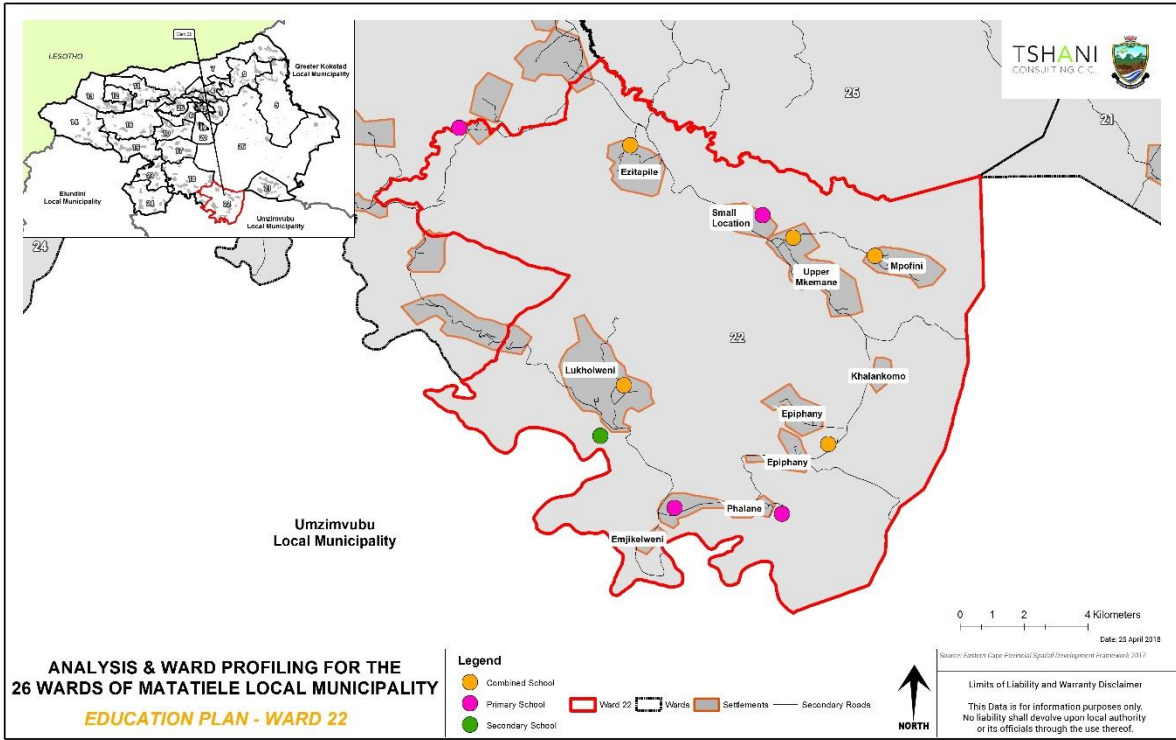 LESOTHO
Ward 22
Greater Kokstad
Local Municipality
Elundini
Local Municipality
Umzimvubu
Local Municipality
TSHANI
CONSULTING C.C.
26
21
24
Ezitapile
Small
Location
Upper
Mkemane
Mpofini
22
Khalankomo
Lukholweni
Epiphany
Epiphany
Phalane
Emjikelweni
Umzimvubu
Local Municipality
0 1 2 4 Kilometers
Date: 25 April 2018
ANALYSIS & WARD PROFILING FOR THE
26 WARDS OF MATATIELE LOCAL MUNICIPALITY
EDUCATION PLAN - WARD 22
Legend
Combined School
Primary School
Secondary School
Ward 22
Wards
Settlements
Secondary Roads
NORTH
Source: Eastern Cape Provincial Spatial Development Framework 2017
Limits of Liability and Warranty Disclaimer
This Data is for information purposes only.
No liability shall devolve upon local authority
or its officials through the use thereof.